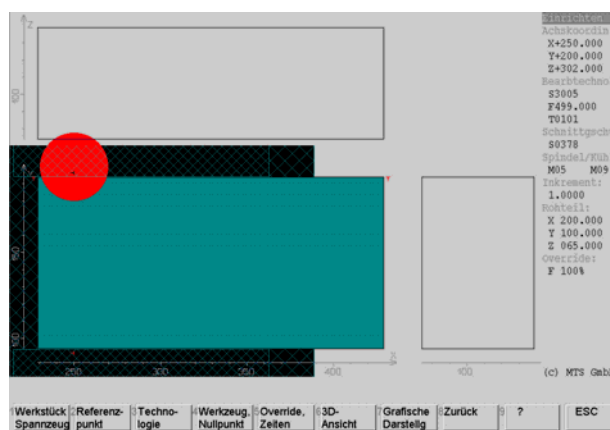 Einrichten
Achskoordin
X+250.000
Y+200.000
Z+302.000
Bearbtechno
S3005
F499.000
T0101
Schnittgsch
S0378
Spindel/Küh
M05 M09
Inkrement:
1.0000
Rohteil:
X 200.000
Y 100.000
Z 065.000
Override:
F 100%
(c) MTS Gmb
Z
100
Y
150
100
250
400
X
100
1 Werkstück Spannzeug
2 Referenz-punkt
3 Techno-logie
4 Werkzeug, Nullpunkt
5 Override, Zeiten
6 3D-Ansicht
7 Grafische Darstellg
8 Zurück
9 ?
ESC